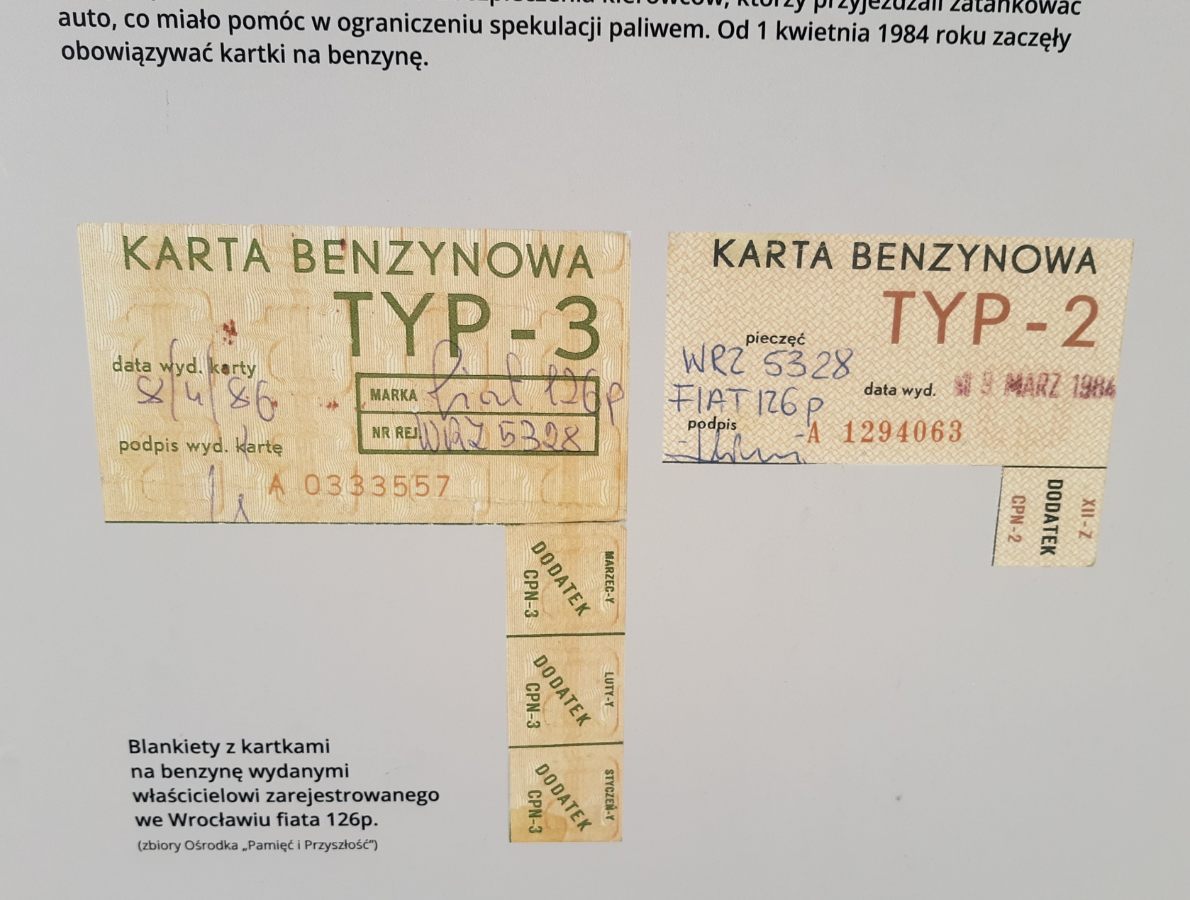 kierowców, którzy przyjeżdżali zatankować
auto, co miało pomóc w ograniczeniu spekulacji paliwem. Od 1 kwietnia 1984 roku zaczęły
obowiązywać kartki na benzynę.
KARTA BENZYNOWA
TYP-3
data wyd. karty
8/4/86
MARKA fiat 126p
NR REJ. WRZ 5328
podpis wyd. kartę
A 0333557
DODATEK
CPN-3
MARZEC-Y
DODATEK
CPN-3
LUTY-Y
DODATEK
CPN-3
STYCZEŃ-Y
KARTA BENZYNOWA
TYP-2
pieczęć
WRZ 5328
FIAT 126p
data wyd. 9 MARZ 1984
podpis
A 1294063
XII-Z
DODATEK
CPN-2
Blankiety z kartkami
na benzynę wydanymi
właścicielowi zarejestrowanego
we Wrocławiu fiata 126p.
(zbiory Ośrodka „Pamięć i Przyszłość”)